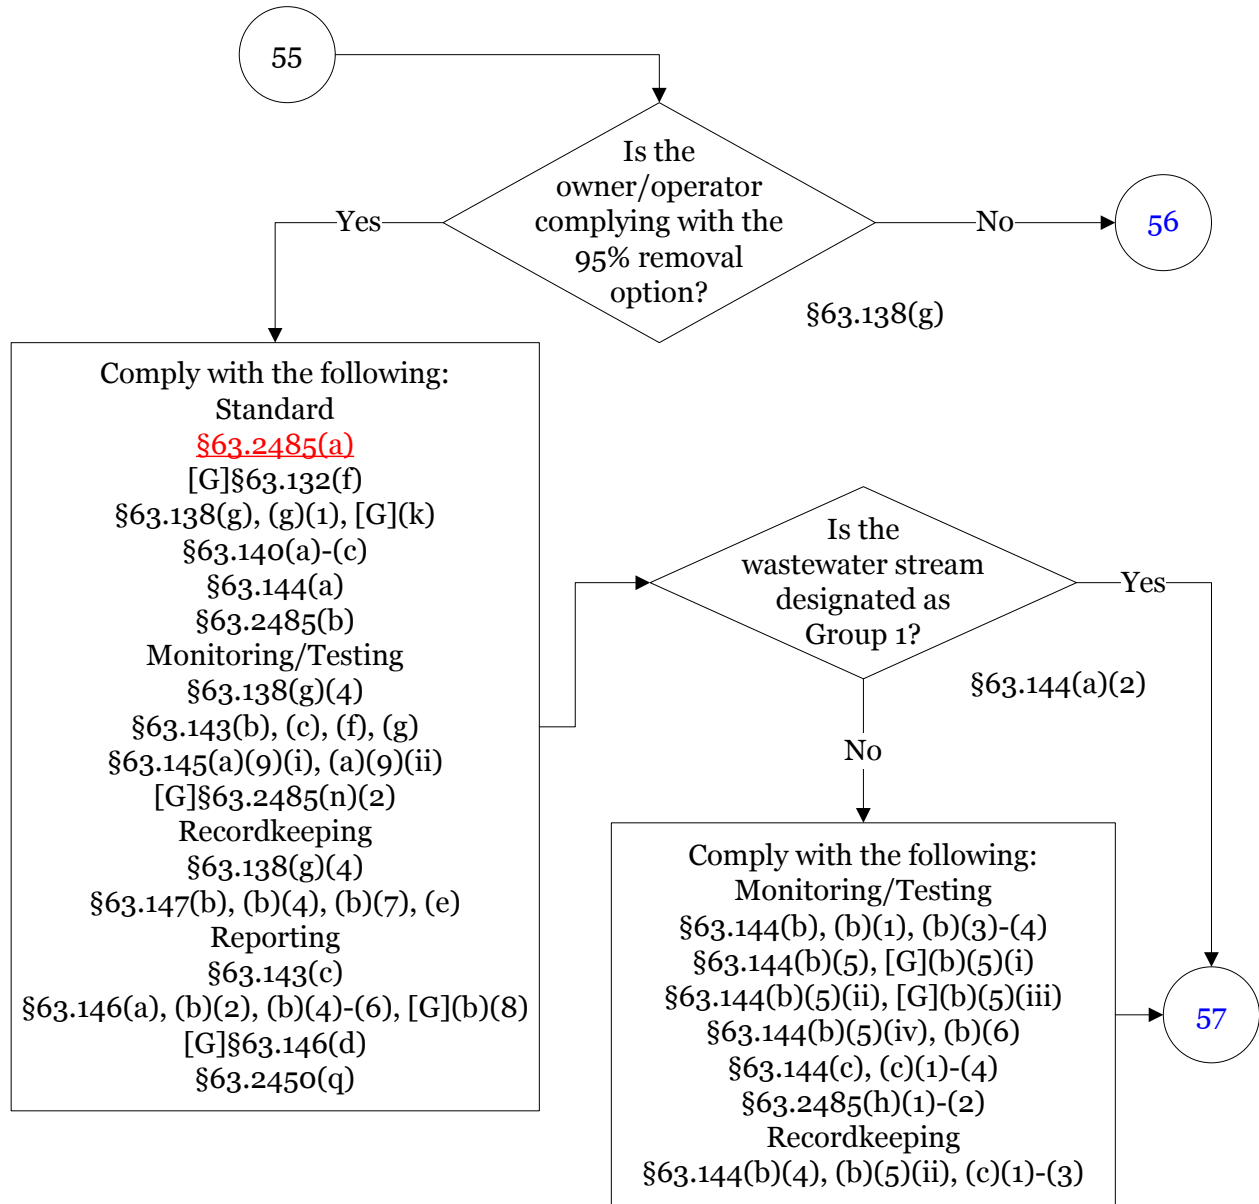 55
Is the
owner/operator
complying with the
95% removal
option?
Yes
No
56
§63.138(g)
Comply with the following:
Standard
§63.2485(a)
[G]§63.132(f)
§63.138(g), (g)(1), [G](k)
§63.140(a)-(c)
§63.144(a)
§63.2485(b)
Monitoring/Testing
§63.138(g)(4)
§63.143(b), (c), (f), (g)
§63.145(a)(9)(i), (a)(9)(ii)
[G]§63.2485(n)(2)
Recordkeeping
§63.138(g)(4)
§63.147(b), (b)(4), (b)(7), (e)
Reporting
§63.143(c)
§63.146(a), (b)(2), (b)(4)-(6), [G](b)(8)
[G]§63.146(d)
§63.2450(q)
Is the
wastewater stream
designated as
Group 1?
Yes
§63.144(a)(2)
No
Comply with the following:
Monitoring/Testing
§63.144(b), (b)(1), (b)(3)-(4)
§63.144(b)(5), [G](b)(5)(i)
§63.144(b)(5)(ii), [G](b)(5)(iii)
§63.144(b)(5)(iv), (b)(6)
§63.144(c), (c)(1)-(4)
§63.2485(h)(1)-(2)
Recordkeeping
§63.144(b)(4), (b)(5)(ii), (c)(1)-(3)
57